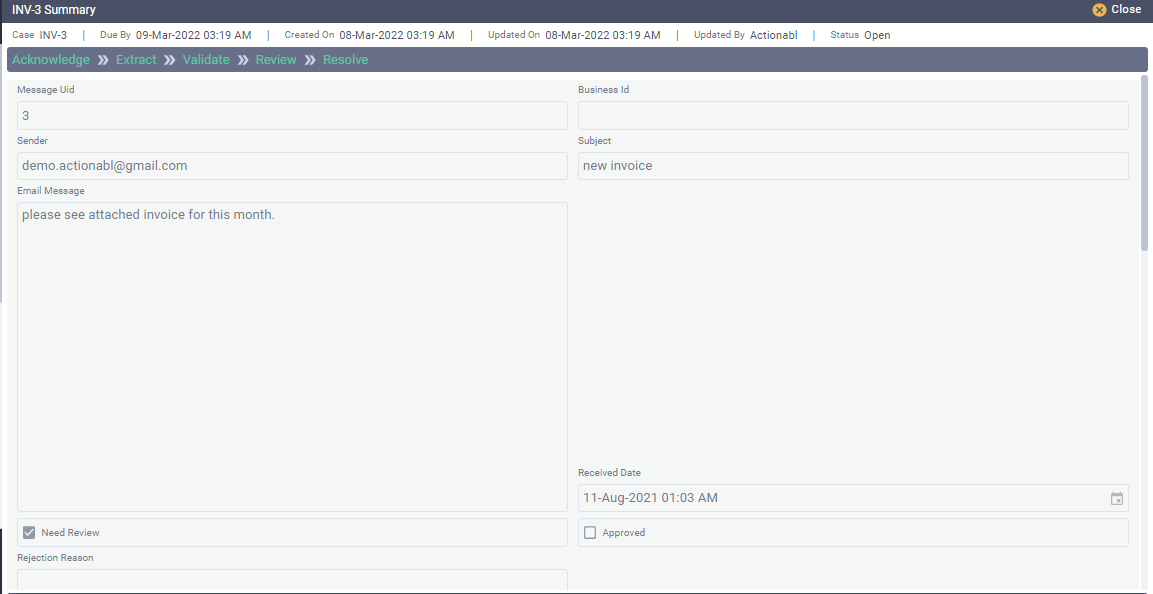 INV-3 Summary Close
Case INV-3 | Due By 09-Mar-2022 03:19 AM | Created On 08-Mar-2022 03:19 AM | Updated On 08-Mar-2022 03:19 AM | Updated By Actionabl | Status Open
Acknowledge » Extract » Validate » Review » Resolve
Message Uid Business Id
3
Sender Subject
demo.actionabl@gmail.com new invoice
Email Message
please see attached invoice for this month.
Received Date
11-Aug-2021 01:03 AM
Need Review Approved
Rejection Reason